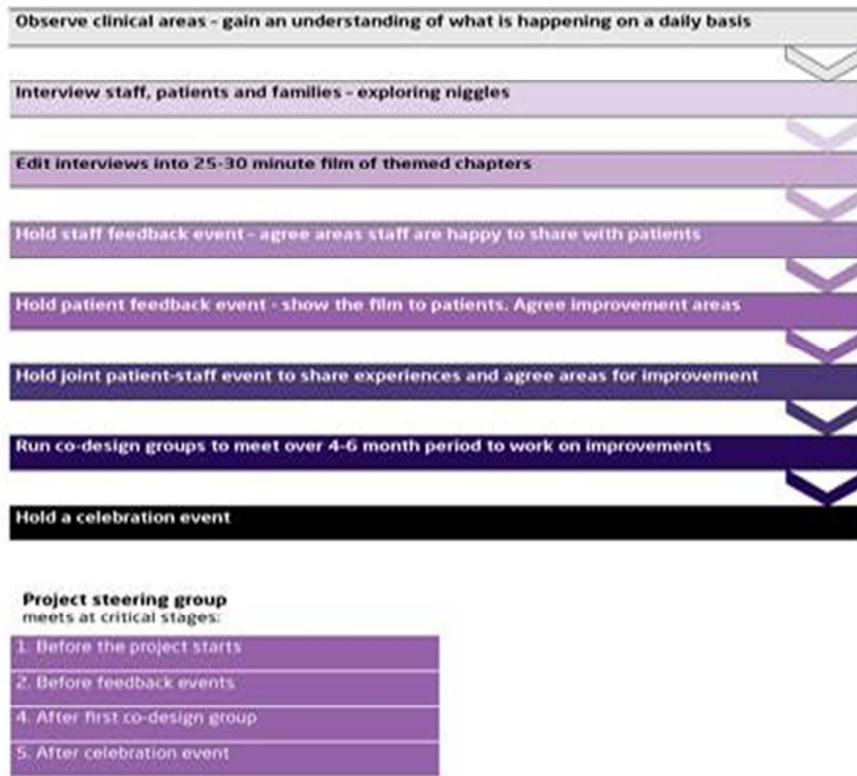 Observe clinical areas - gain an understanding of what is happening on a daily basis
Interview staff, patients and families - exploring niggles
Edit interviews into 25-30 minute film of themed chapters
Hold staff feedback event - agree areas staff are happy to share with patients
Hold patient feedback event - show the film to patients. Agree improvement areas
Hold joint patient-staff event to share experiences and agree areas for improvement
Run co-design groups to meet over 4-6 month period to work on improvements
Hold a celebration event
Project steering group
meets at critical stages:
1. Before the project starts
2. Before feedback events
4. After first co-design group
5. After celebration event